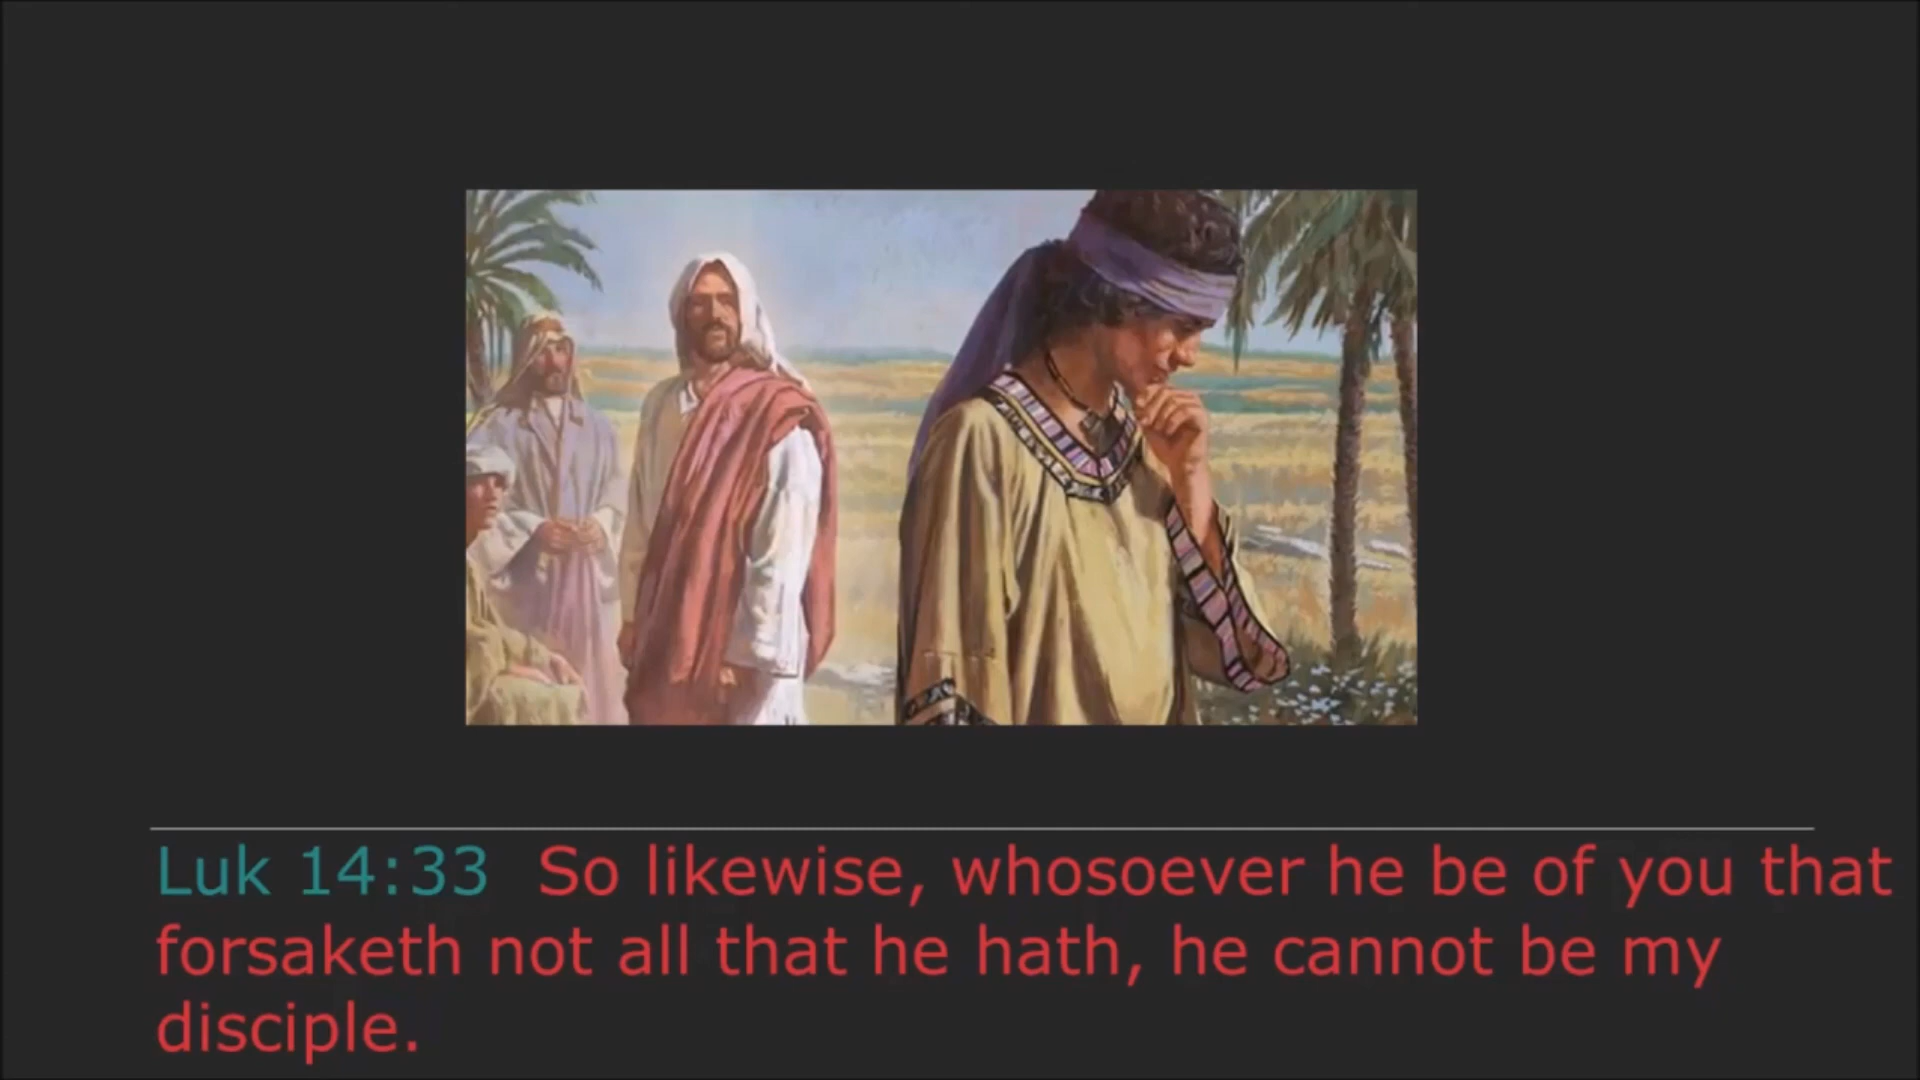 Luk 14:33 So likewise, whosoever he be of you that
forsaketh not all that he hath, he cannot be my
disciple.